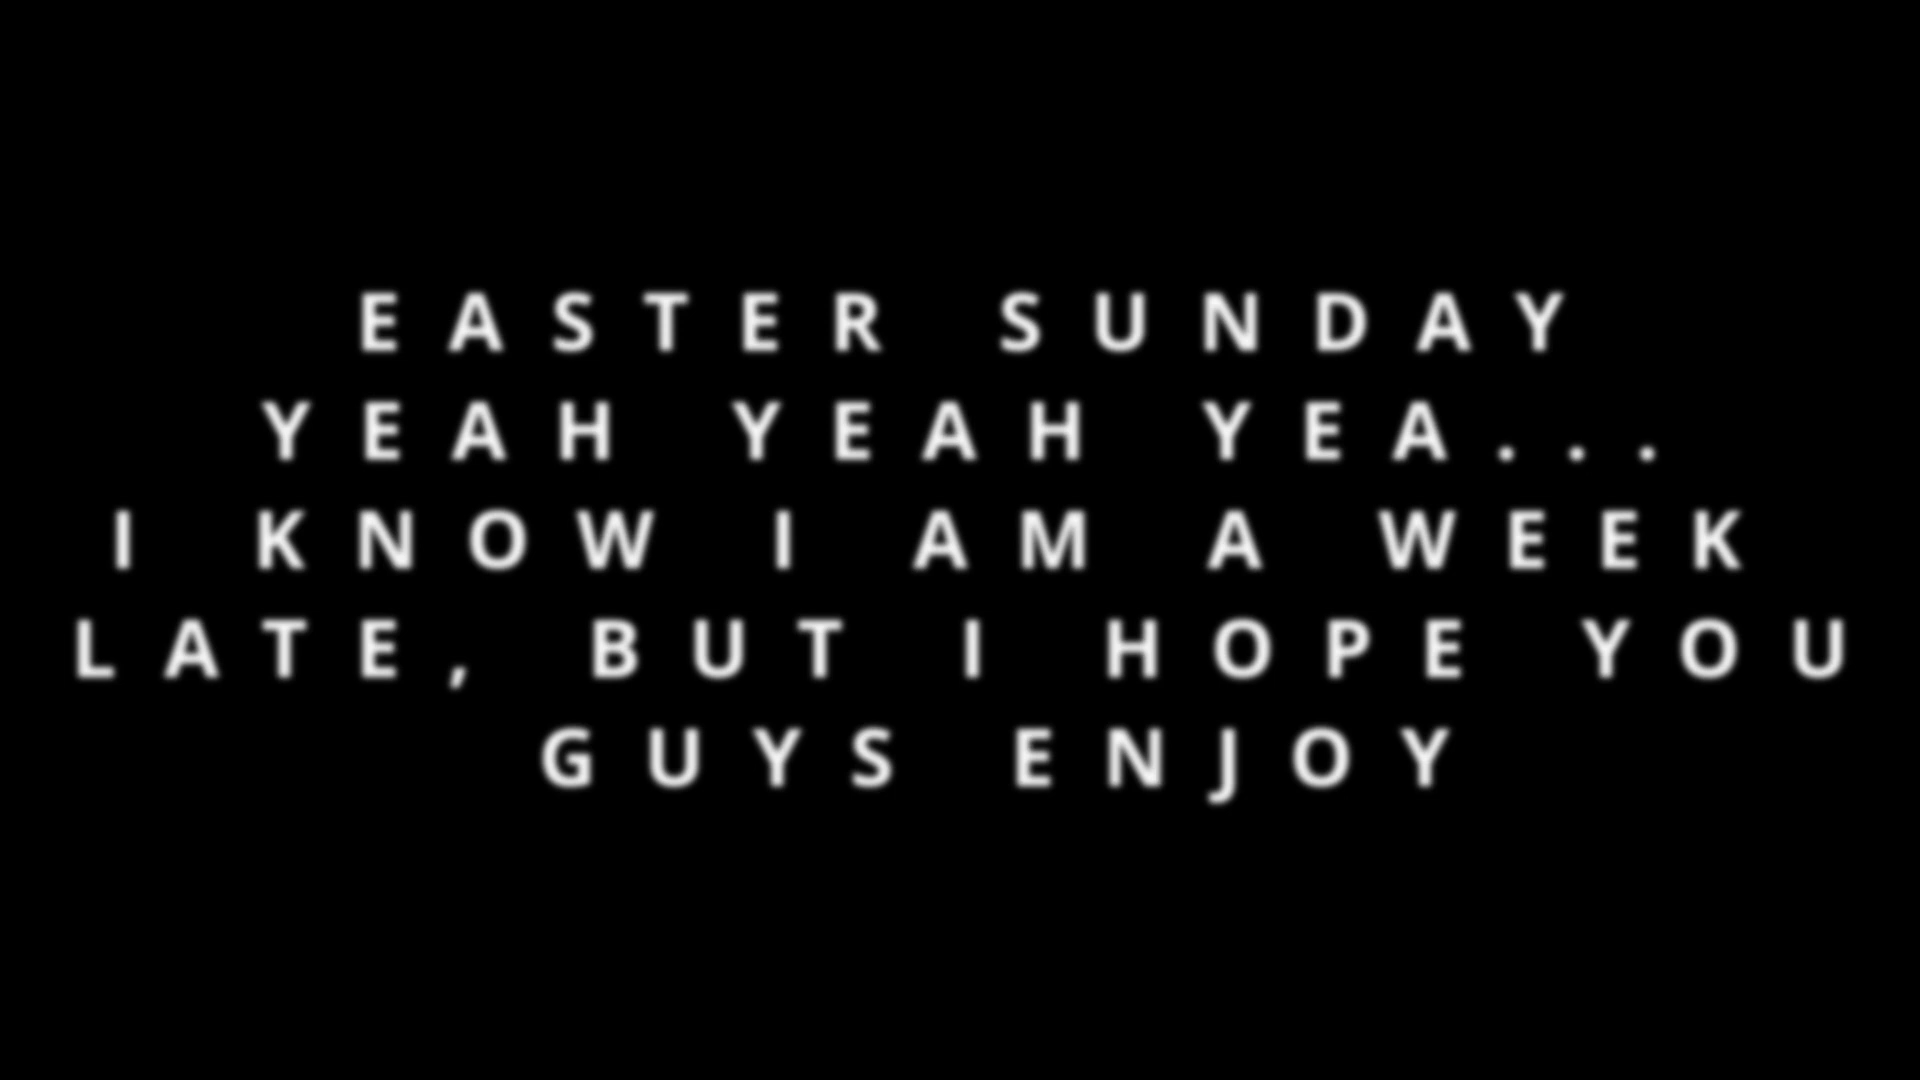 EASTER SUNDAY
YEAH YEAH YEA...
I KNOW I AM A WEEK
LATE, BUT I HOPE YOU
GUYS ENJOY